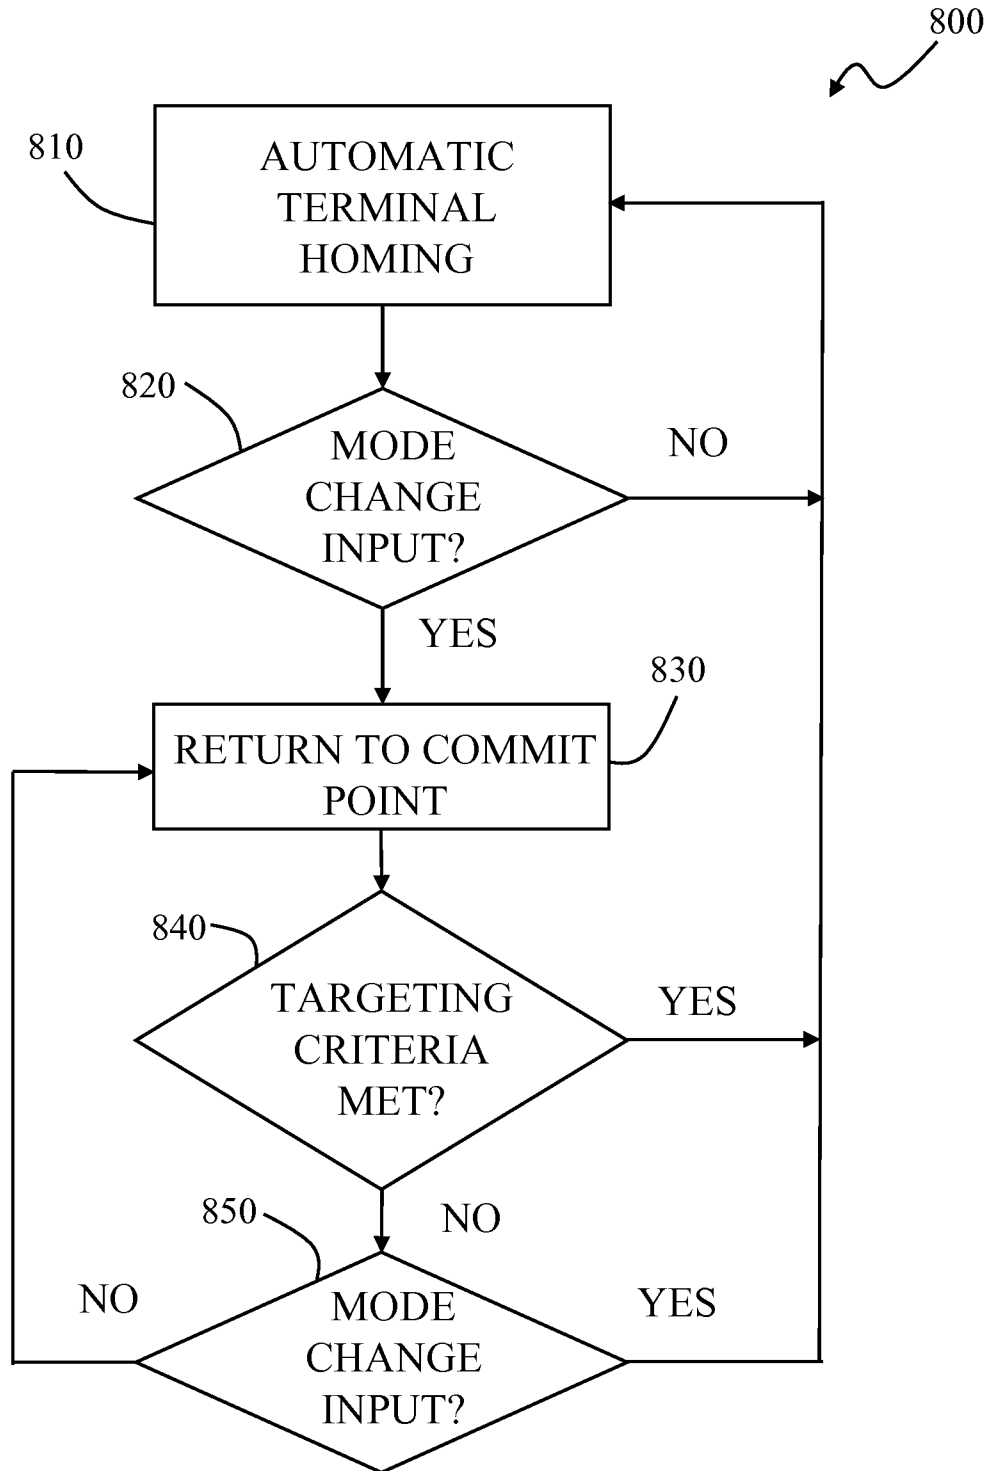 800
810
AUTOMATIC
TERMINAL
HOMING
820
MODE
CHANGE
INPUT?
NO
YES
830
RETURN TO COMMIT
POINT
840
TARGETING
CRITERIA
MET?
YES
NO
850
NO
MODE
CHANGE
INPUT?
YES